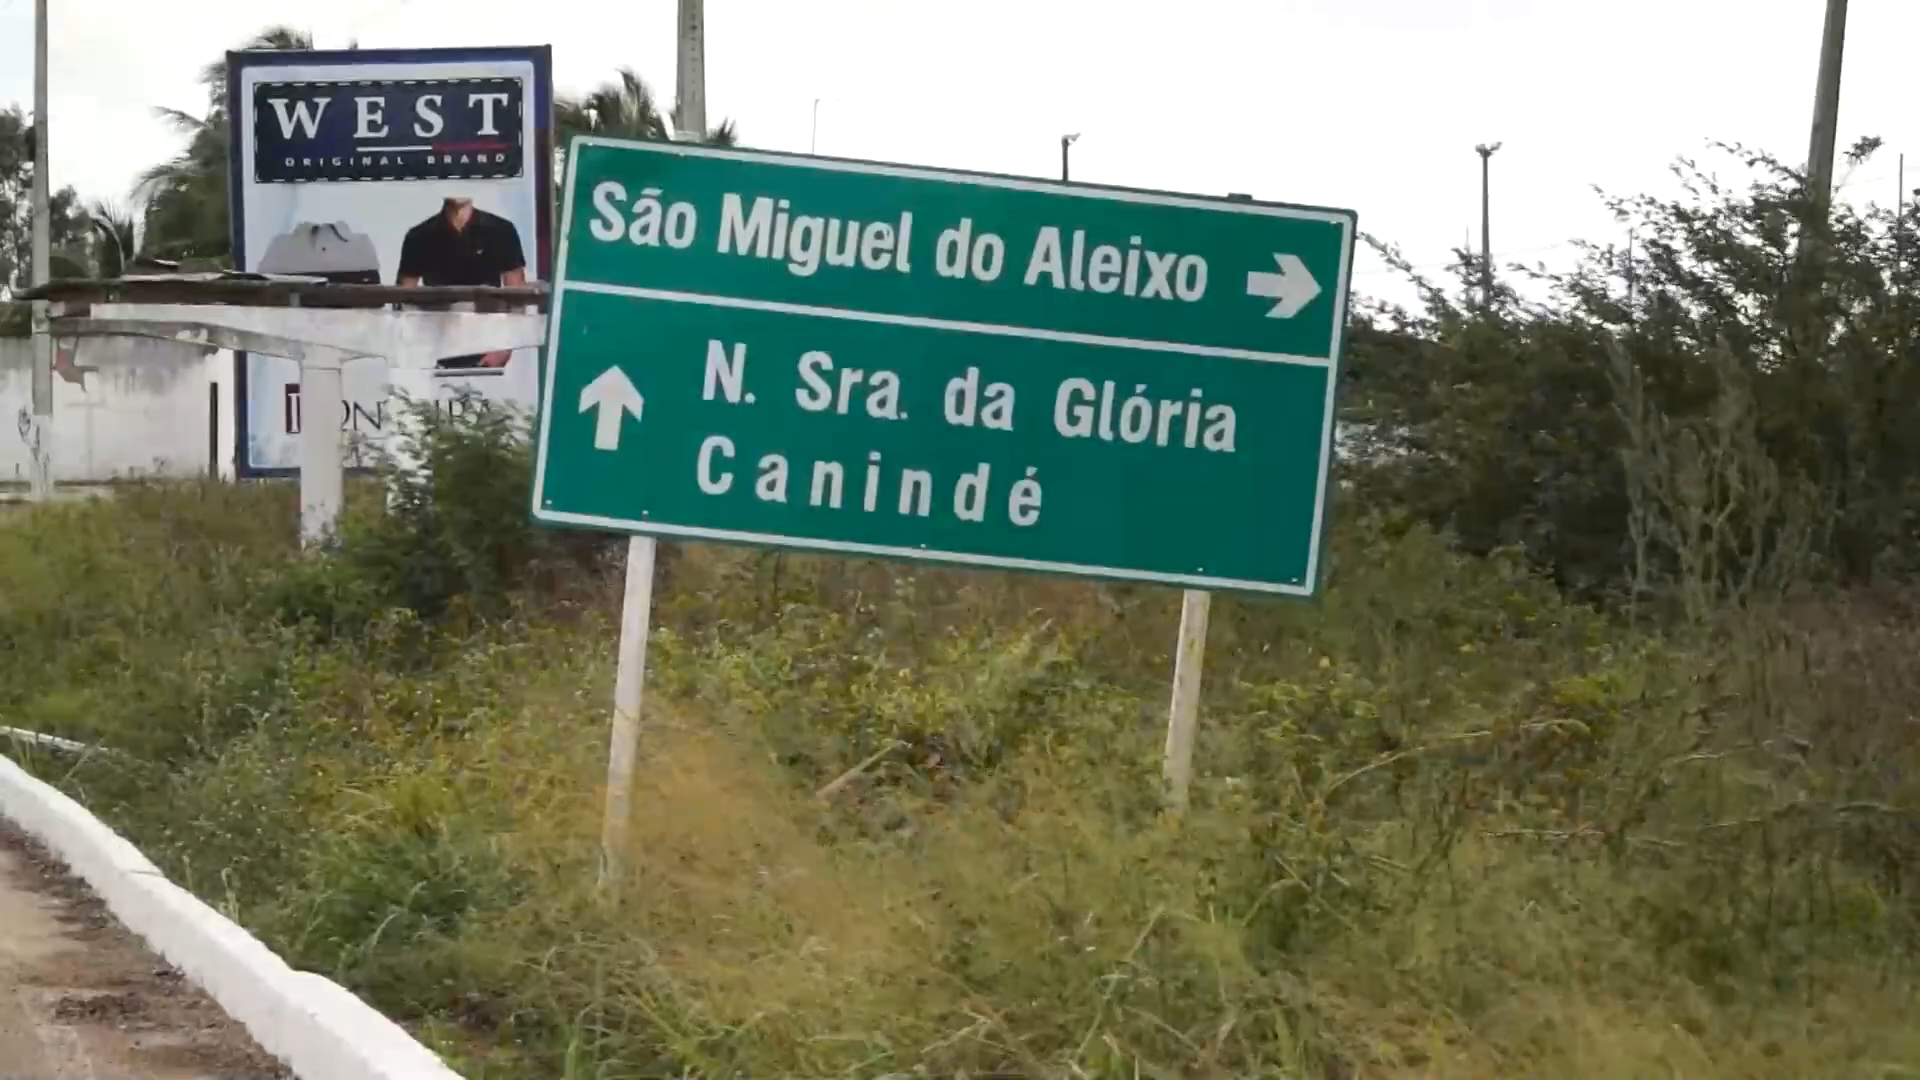 WEST
ORIGINAL BRAND
São Miguel do Aleixo
N. Sra. da Glória
Canindé